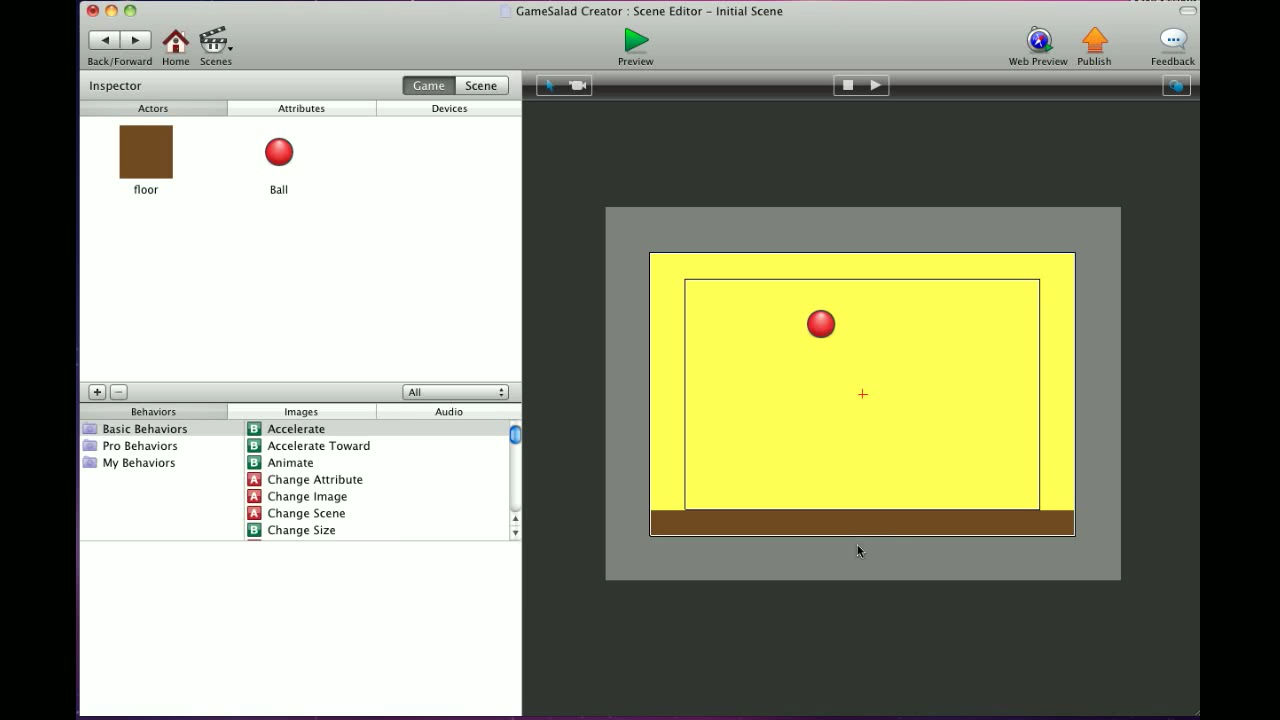 GameSalad Creator : Scene Editor – Initial Scene
Back/Forward Home Scenes Preview Web Preview Publish Feedback
Inspector Game Scene
Actors Attributes Devices
floor Ball
+ − All
Behaviors Images Audio
Basic Behaviors B Accelerate
Pro Behaviors B Accelerate Toward
My Behaviors B Animate
A Change Attribute
A Change Image
A Change Scene
B Change Size